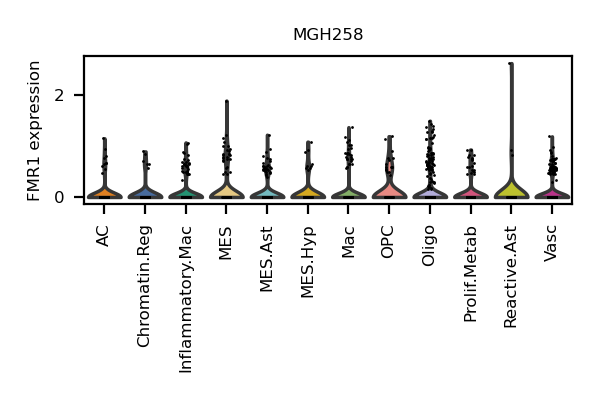 MGH258
FMR1 expression
2
0
AC
Chromatin.Reg
Inflammatory.Mac
MES
MES.Ast
MES.Hyp
Mac
OPC
Oligo
Prolif.Metab
Reactive.Ast
Vasc